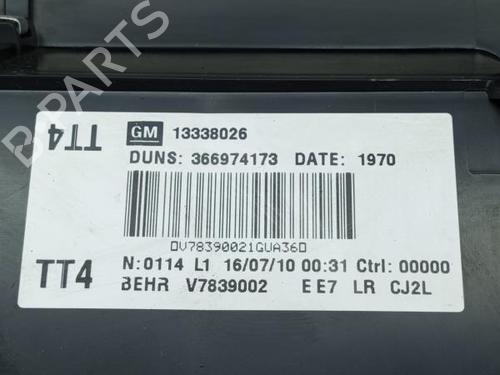 B-PARTS
TT4
GM 13338026
DUNS: 366974173 DATE: 1970
V78390021GUA36
TT4
N:0114 L1 16/07/10 00:31 Ctrl: 00000
BEHR V7839002 E E7 LR CJ2L